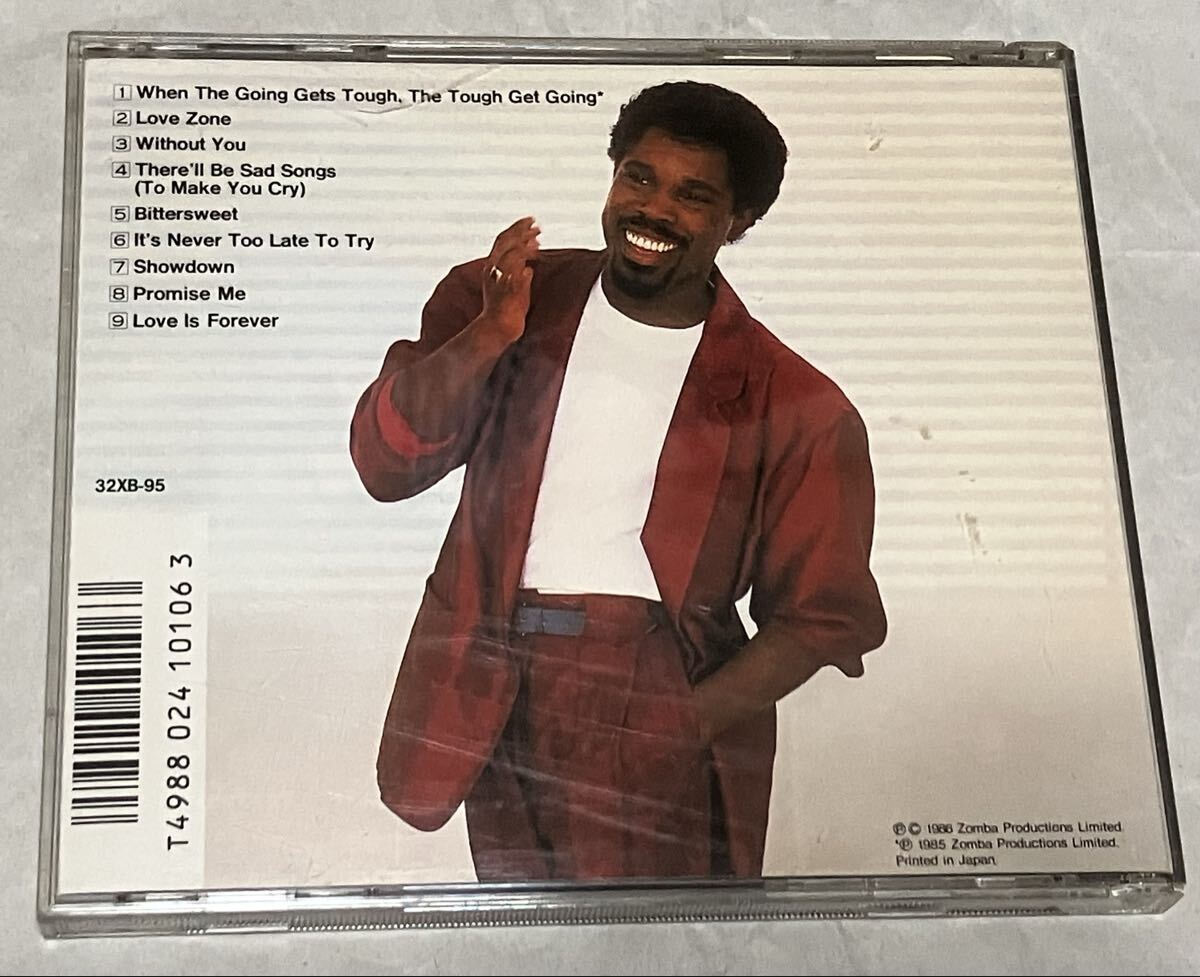 1 When The Going Gets Tough, The Tough Get Going*
2 Love Zone
3 Without You
4 There'll Be Sad Songs
(To Make You Cry)
5 Bittersweet
6 It's Never Too Late To Try
7 Showdown
8 Promise Me
9 Love Is Forever
32XB-95
T4988 024 10106 3
℗© 1986 Zomba Productions Limited.
*℗ 1985 Zomba Productions Limited.
Printed in Japan